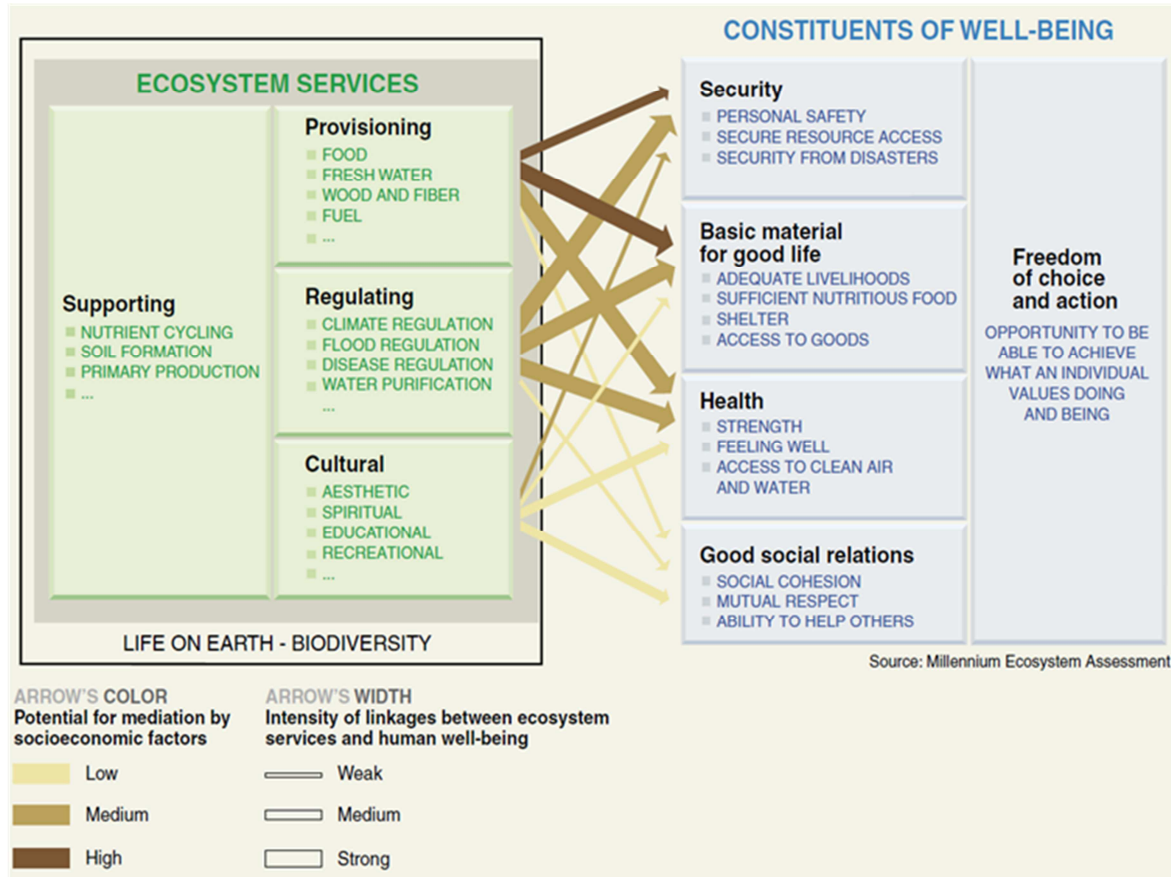 CONSTITUENTS OF WELL-BEING
ECOSYSTEM SERVICES
Supporting
NUTRIENT CYCLING
SOIL FORMATION
PRIMARY PRODUCTION
...
Provisioning
FOOD
FRESH WATER
WOOD AND FIBER
FUEL
...
Regulating
CLIMATE REGULATION
FLOOD REGULATION
DISEASE REGULATION
WATER PURIFICATION
...
Cultural
AESTHETIC
SPIRITUAL
EDUCATIONAL
RECREATIONAL
...
LIFE ON EARTH - BIODIVERSITY
Security
PERSONAL SAFETY
SECURE RESOURCE ACCESS
SECURITY FROM DISASTERS
Basic material
for good life
ADEQUATE LIVELIHOODS
SUFFICIENT NUTRITIOUS FOOD
SHELTER
ACCESS TO GOODS
Health
STRENGTH
FEELING WELL
ACCESS TO CLEAN AIR
AND WATER
Good social relations
SOCIAL COHESION
MUTUAL RESPECT
ABILITY TO HELP OTHERS
Freedom
of choice
and action
OPPORTUNITY TO BE
ABLE TO ACHIEVE
WHAT AN INDIVIDUAL
VALUES DOING
AND BEING
Source: Millennium Ecosystem Assessment
ARROW'S COLOR
Potential for mediation by
socioeconomic factors
Low
Medium
High
ARROW'S WIDTH
Intensity of linkages between ecosystem
services and human well-being
Weak
Medium
Strong